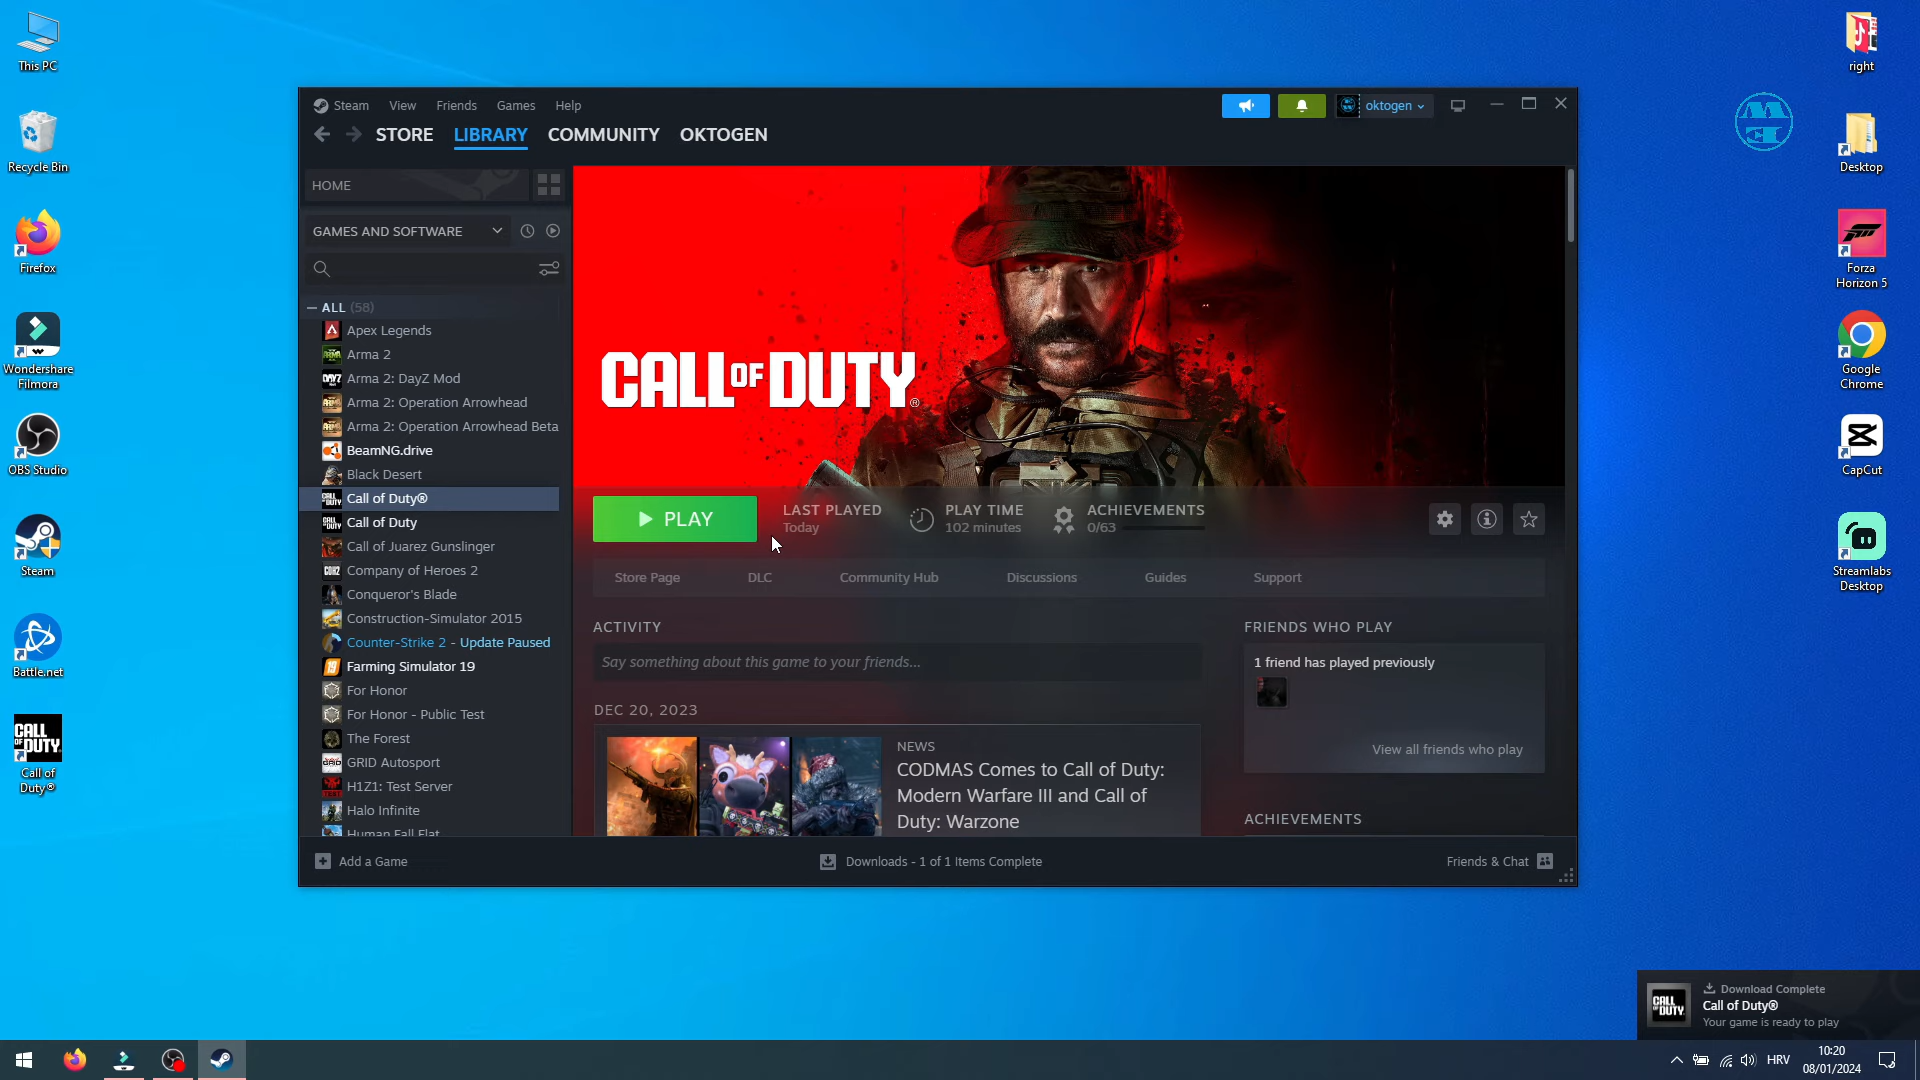 This PC
Recycle Bin
Firefox
Wondershare
Filmora
OBS Studio
Steam
Battle.net
CALL
OF
DUTY
Call of
Duty®
Steam View Friends Games Help
oktogen
STORE LIBRARY COMMUNITY OKTOGEN
HOME
GAMES AND SOFTWARE
ALL (58)
Apex Legends
Arma 2
Arma 2: DayZ Mod
Arma 2: Operation Arrowhead
Arma 2: Operation Arrowhead Beta
BeamNG.drive
Black Desert
Call of Duty®
Call of Duty
Call of Juarez Gunslinger
Company of Heroes 2
Conqueror's Blade
Construction-Simulator 2015
Counter-Strike 2 - Update Paused
Farming Simulator 19
For Honor
For Honor - Public Test
The Forest
GRID Autosport
H1Z1: Test Server
Halo Infinite
Human Fall Flat
CALL OF DUTY®
PLAY
LAST PLAYED
Today
PLAY TIME
102 minutes
ACHIEVEMENTS
0/63
Store Page DLC Community Hub Discussions Guides Support
ACTIVITY
Say something about this game to your friends...
DEC 20, 2023
NEWS
CODMAS Comes to Call of Duty:
Modern Warfare III and Call of
Duty: Warzone
FRIENDS WHO PLAY
1 friend has played previously
View all friends who play
ACHIEVEMENTS
Add a Game
Downloads - 1 of 1 Items Complete
Friends & Chat
right
Desktop
Forza
Horizon 5
Google
Chrome
CapCut
Streamlabs
Desktop
CALL
OF
DUTY
Download Complete
Call of Duty®
Your game is ready to play
HRV
10:20
08/01/2024